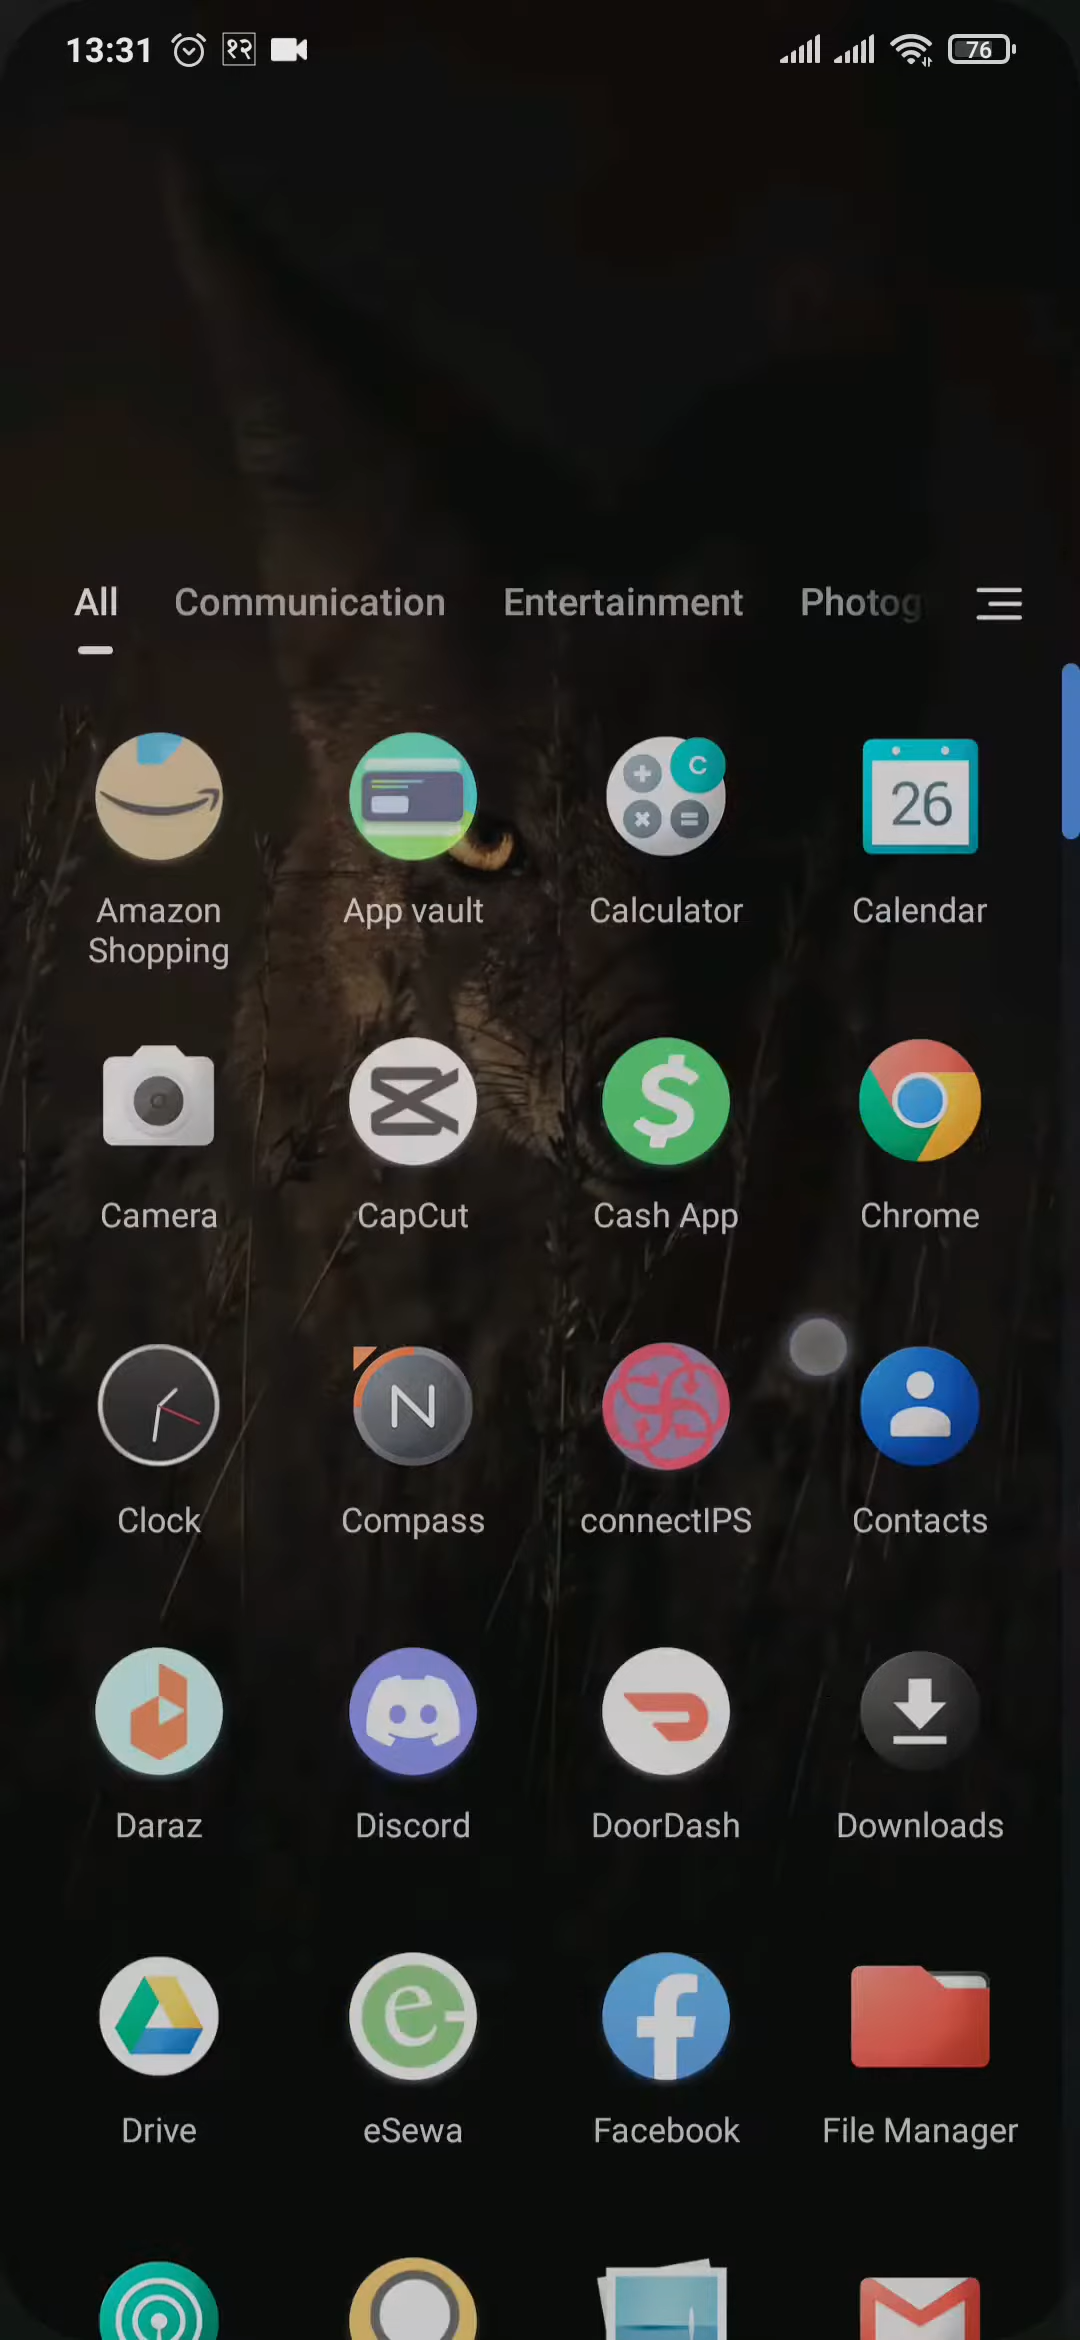 13:31 १२ 76
All Communication Entertainment Photog
C
26
Amazon Shopping
App vault
Calculator
Calendar
Camera
CapCut
$
Cash App
Chrome
Clock
N
Compass
connectIPS
Contacts
Daraz
Discord
DoorDash
Downloads
Drive
e
eSewa
f
Facebook
File Manager